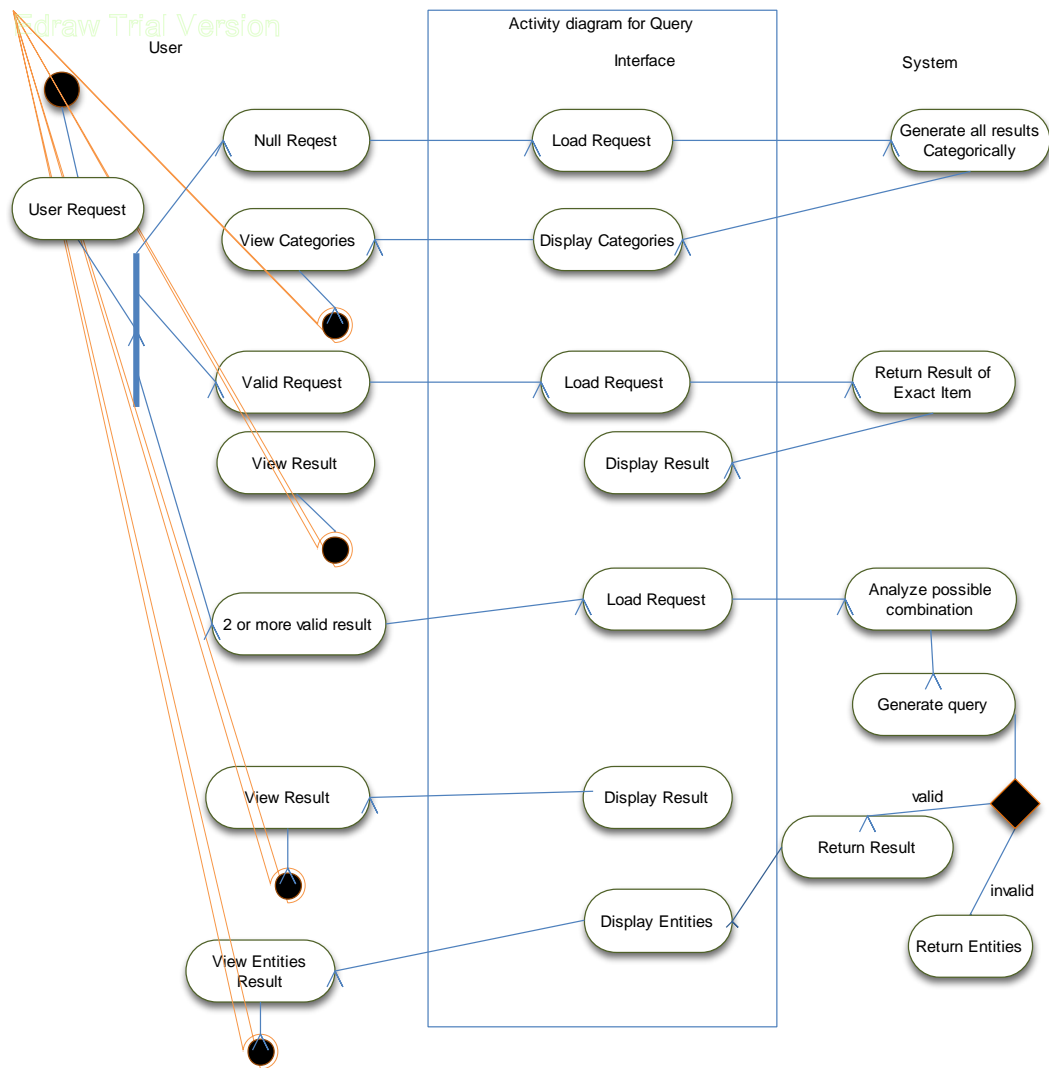 Edraw Trial Version
Activity diagram for Query
User
Interface
System
Null Reqest
Load Request
Generate all results
Categorically
User Request
View Categories
Display Categories
Valid Request
Load Request
Return Result of
Exact Item
View Result
Display Result
2 or more valid result
Load Request
Analyze possible
combination
Generate query
View Result
Display Result
valid
Return Result
invalid
Display Entities
Return Entities
View Entities
Result